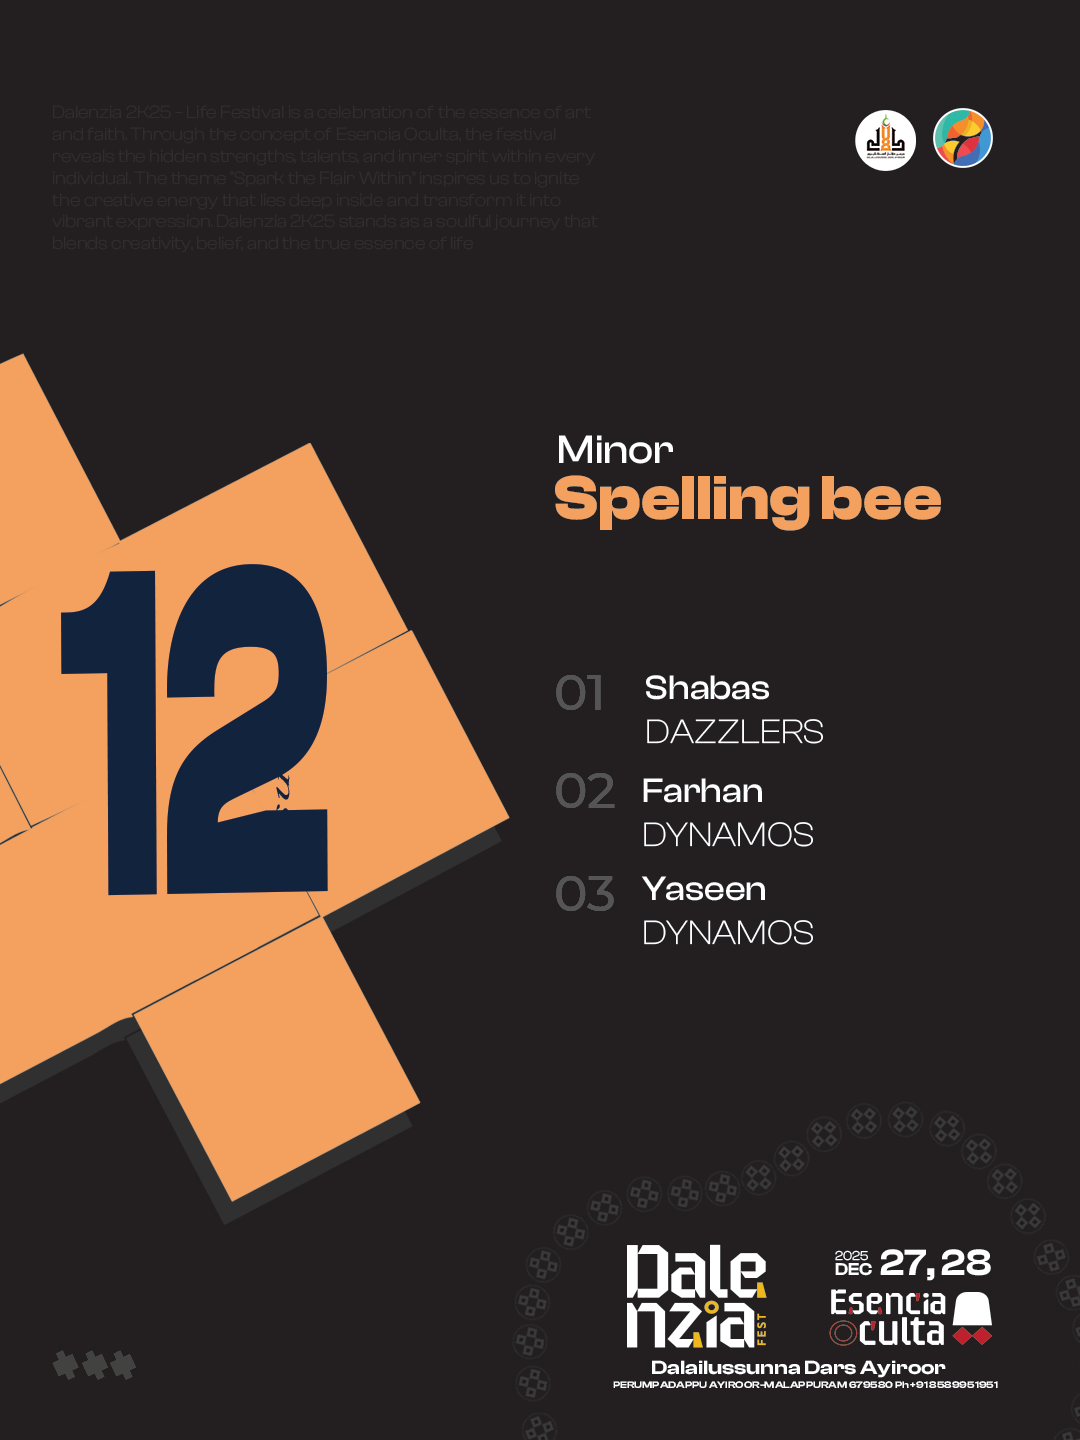 Dalenzia 2K25 - Life Festival is a celebration of the essence of art
and faith. Through the concept of Esencia Oculta, the festival
reveals the hidden strengths, talents, and inner spirit within every
individual. The theme "Spark the Flair Within" inspires us to ignite
the creative energy that lies deep inside and transform it into
vibrant expression. Dalenzia 2K25 stands as a soulful journey that
blends creativity, belief, and the true essence of life
Minor
Spelling bee
12
01 Shabas
DAZZLERS
02 Farhan
DYNAMOS
03 Yaseen
DYNAMOS
Dale
nzia FEST
2025
DEC 27, 28
Esencia
Oculta
Dalailussunna Dars Ayiroor
PERUMPADAPPU AYIROOR-MALAPPURAM 679580 Ph+918589951951